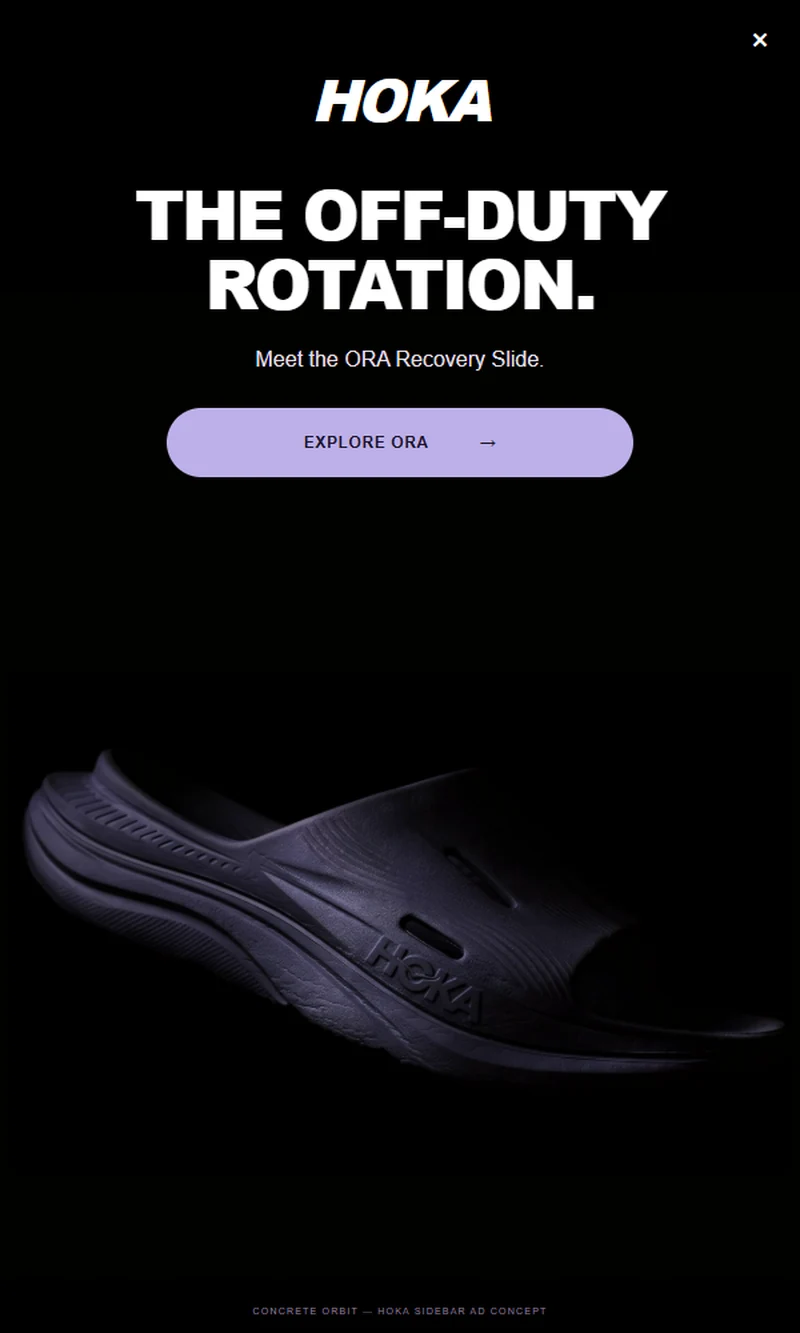 ×
HOKA
THE OFF-DUTY
ROTATION.
Meet the ORA Recovery Slide.
EXPLORE ORA →
HOKA
CONCRETE ORBIT — HOKA SIDEBAR AD CONCEPT